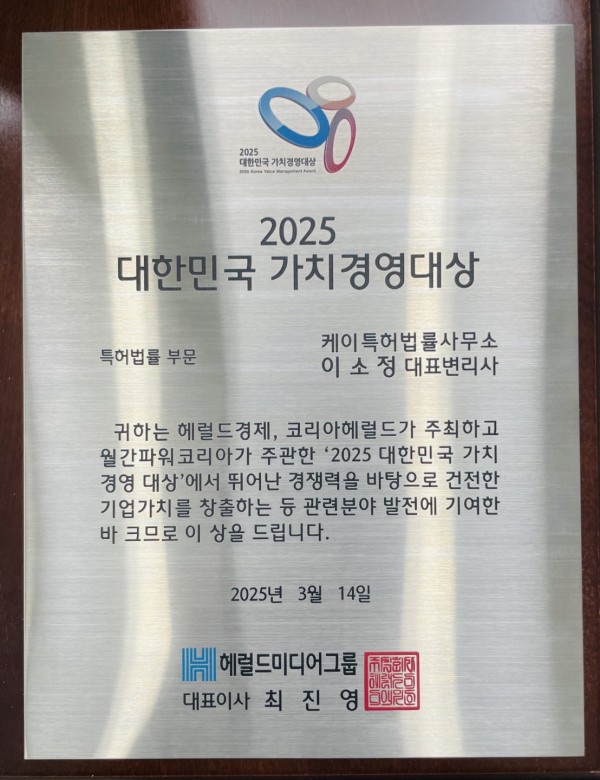 2025
대한민국 가치경영대상
2025 Korea Value Management Award
2025
대한민국 가치경영대상
특허법률 부문
케이특허법률사무소
이 소 정 대표변리사
귀하는 헤럴드경제, 코리아헤럴드가 주최하고
월간파워코리아가 주관한 ‘2025 대한민국 가치
경영 대상’에서 뛰어난 경쟁력을 바탕으로 건전한
기업가치를 창출하는 등 관련분야 발전에 기여한
바 크므로 이 상을 드립니다.
2025년 3월 14일
헤럴드미디어그룹
대표이사 최 진 영